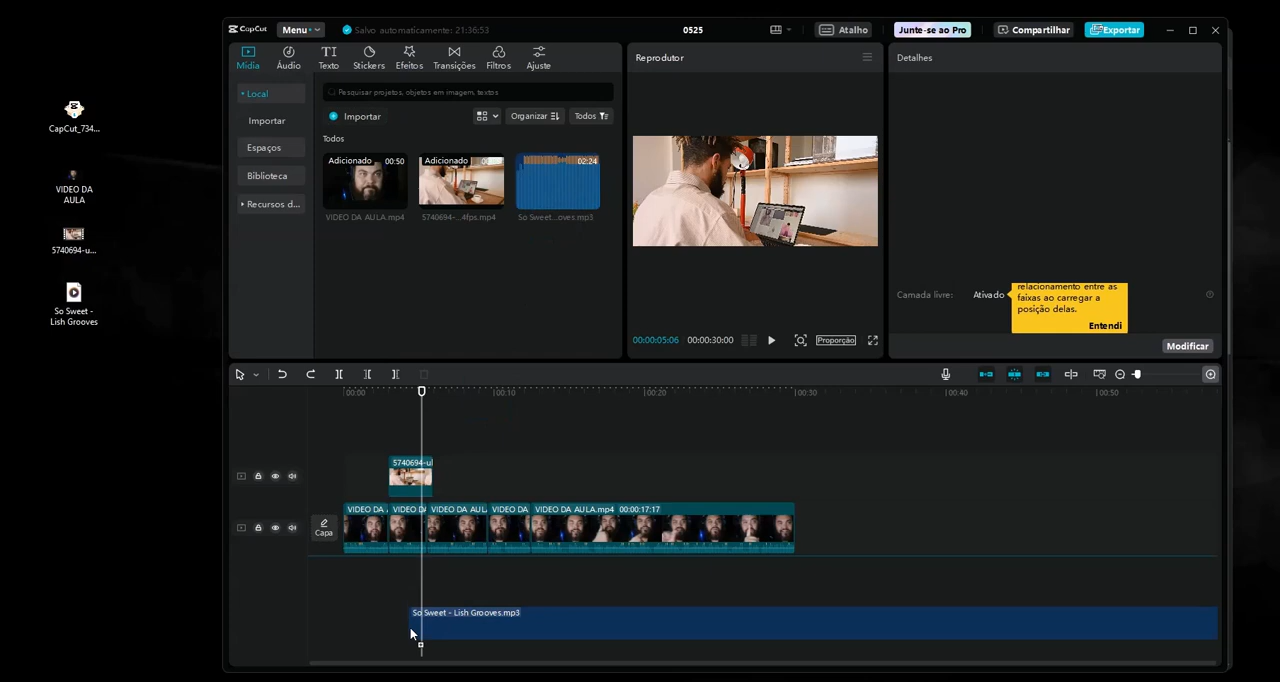 CapCut
Menu
Salvo automaticamente: 21:36:53
0525
Atalho
Junte-se ao Pro
Compartilhar
Exportar
Mídia
Áudio
Texto
Stickers
Efeitos
Transições
Filtros
Ajuste
Reprodutor
Detalhes
Local
Importar
Espaços
Biblioteca
Recursos d...
Pesquisar projetos, objetos em imagem, textos
Importar
Organizar
Todos
Todos
Adicionado
00:50
Adicionado
02:24
VIDEO DA AULA.mp4
5740694-...4fps.mp4
So Sweet...oves.mp3
CapCut_734...
VIDEO DA
AULA
5740694-u...
So Sweet -
Lish Grooves
00:00:05:06
00:00:30:00
Proporção
Camada livre:
Ativado
relacionamento entre as
faixas ao carregar a
posição delas.
Entendi
Modificar
00:00
00:10
00:20
00:30
00:40
00:50
5740694-ul
Capa
VIDEO DA
VIDEO DA
VIDEO DA AUL
VIDEO DA
VIDEO DA AULA.mp4 00:00:17:17
So Sweet - Lish Grooves.mp3